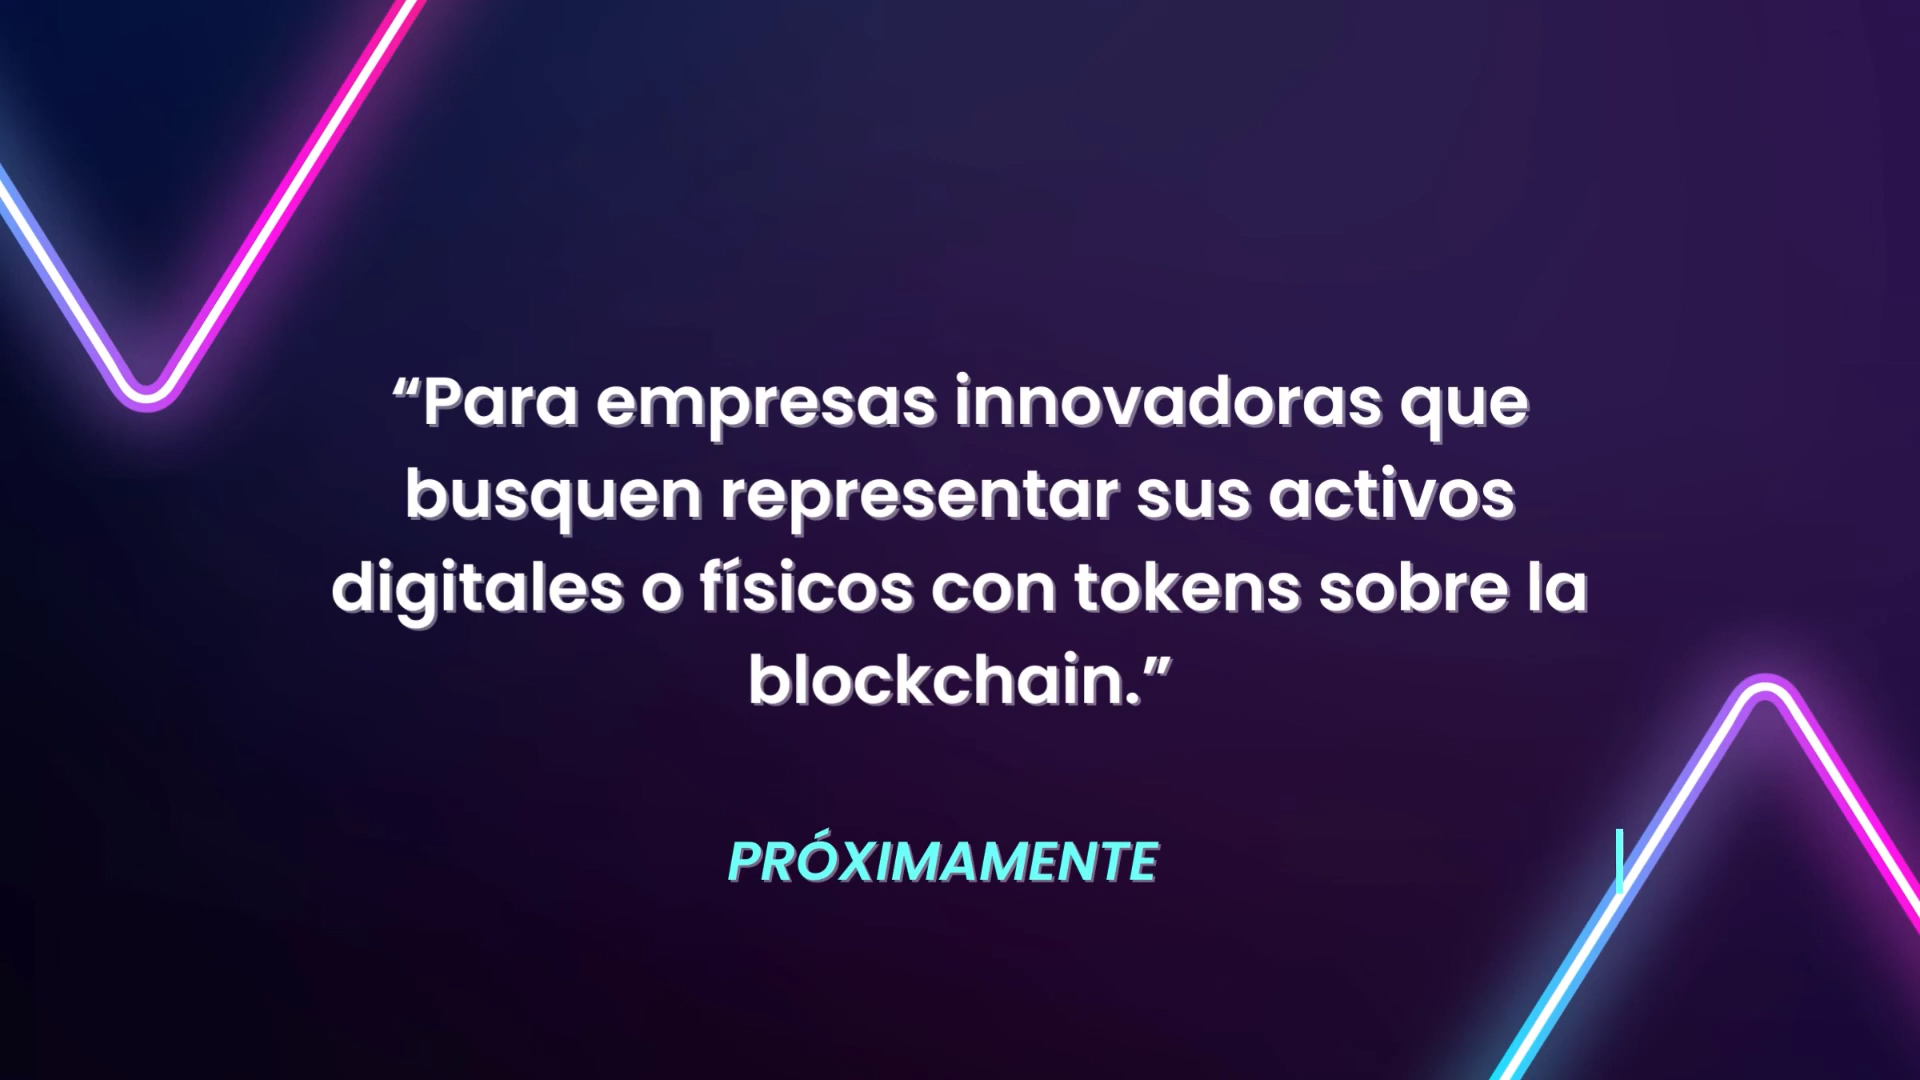 “Para empresas innovadoras que
busquen representar sus activos
digitales o físicos con tokens sobre la
blockchain.”
PRÓXIMAMENTE